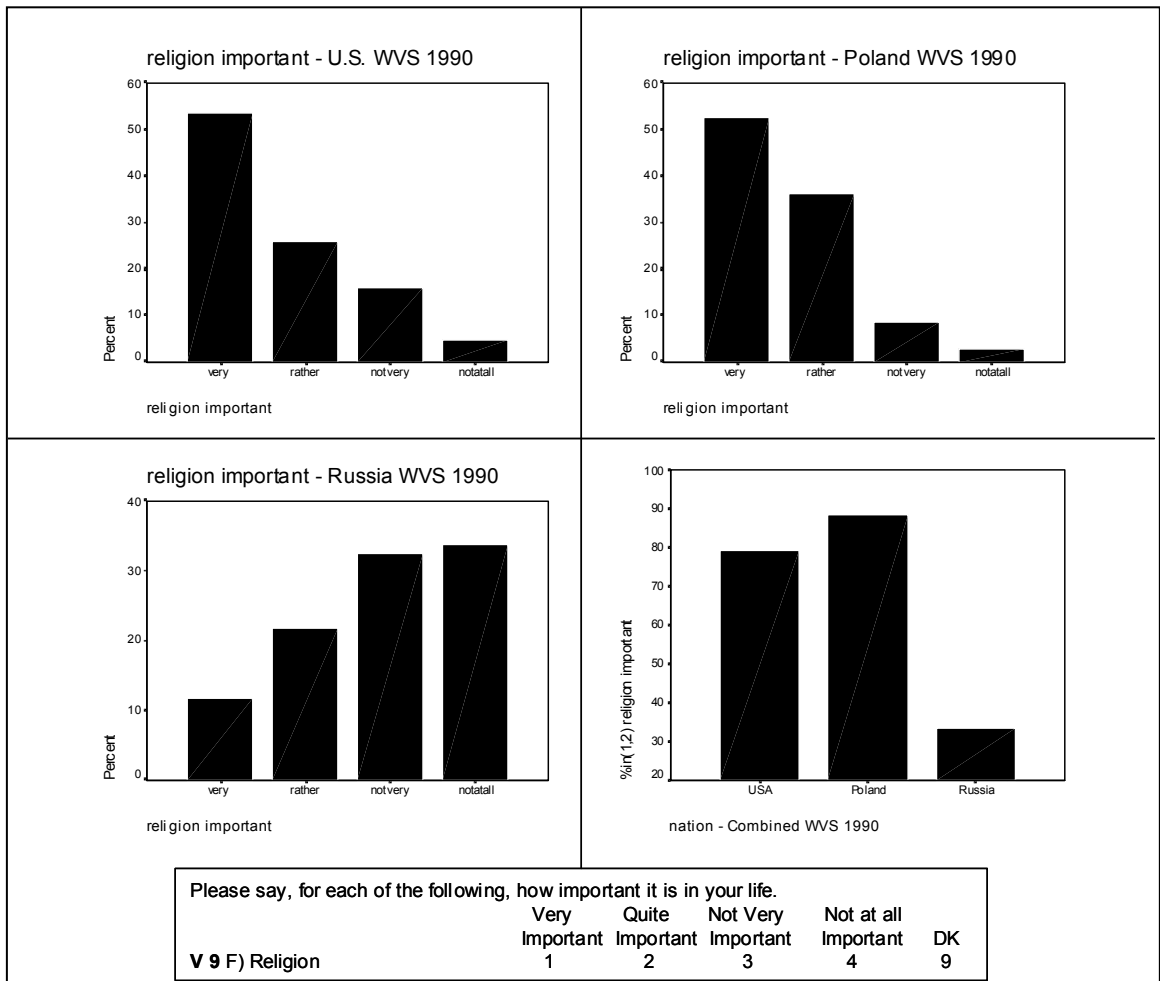 religion important - U.S. WVS 1990
60
50
40
30
20
10
0
Percent
very rather notvery notatall
religion important
religion important - Poland WVS 1990
60
50
40
30
20
10
0
Percent
very rather notvery notatall
religion important
religion important - Russia WVS 1990
40
30
20
10
0
Percent
very rather notvery notatall
religion important
100
90
80
70
60
50
40
30
20
%in(1,2) religion important
USA Poland Russia
nation - Combined WVS 1990
Please say, for each of the following, how important it is in your life.
Very Quite Not Very Not at all
Important Important Important Important DK
V 9 F) Religion 1 2 3 4 9